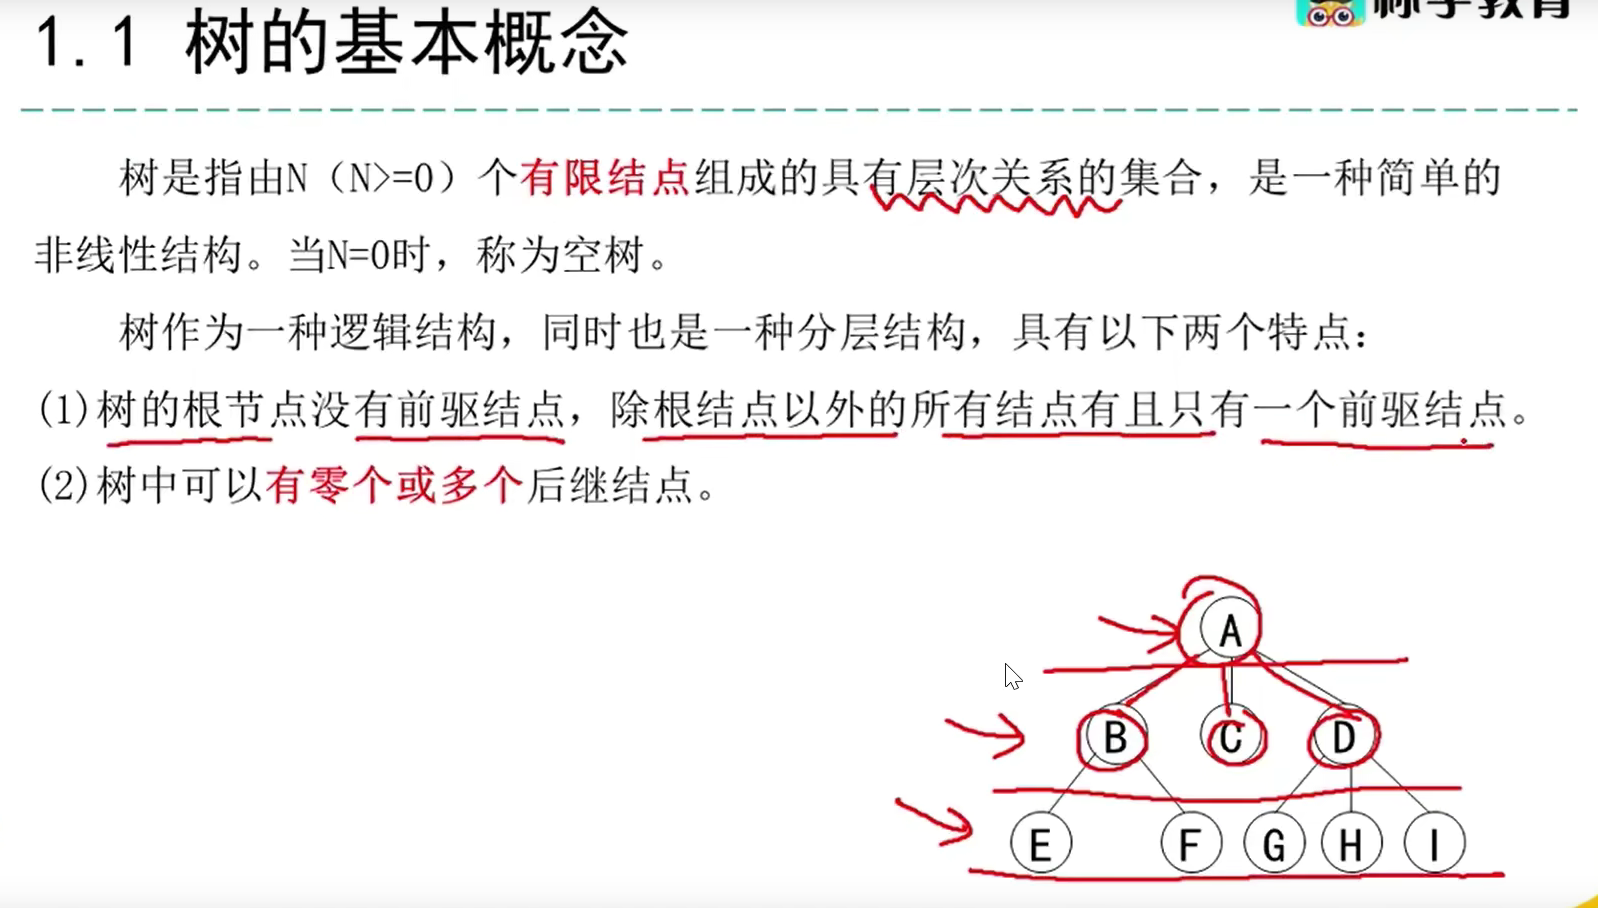 1.1 树的基本概念
树是指由N（N>=0）个有限结点组成的具有层次关系的集合，是一种简单的
非线性结构。当N=0时，称为空树。
树作为一种逻辑结构，同时也是一种分层结构，具有以下两个特点：
(1)树的根节点没有前驱结点，除根结点以外的所有结点有且只有一个前驱结点。
(2)树中可以有零个或多个后继结点。
A
B C D
E F G H I